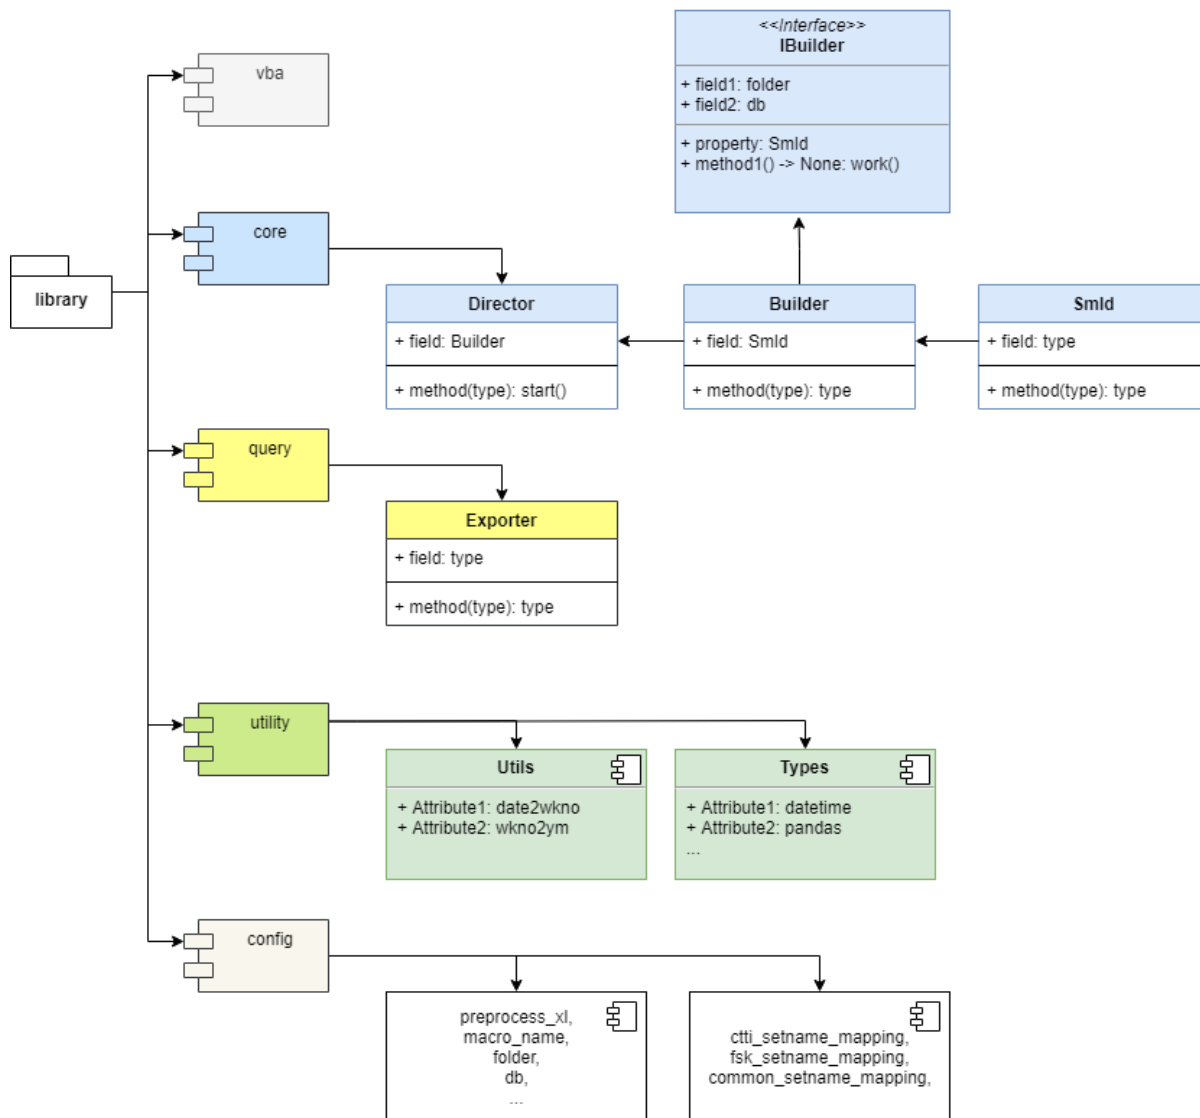 <<Interface>>
IBuilder
+ field1: folder
+ field2: db
+ property: SmId
+ method1() -> None: work()
vba
core
library
Director
+ field: Builder
+ method(type): start()
Builder
+ field: SmId
+ method(type): type
SmId
+ field: type
+ method(type): type
query
Exporter
+ field: type
+ method(type): type
utility
Utils
+ Attribute1: date2wkno
+ Attribute2: wkno2ym
Types
+ Attribute1: datetime
+ Attribute2: pandas
...
config
preprocess_xl,
macro_name,
folder,
db,
...
ctti_setname_mapping,
fsk_setname_mapping,
common_setname_mapping,